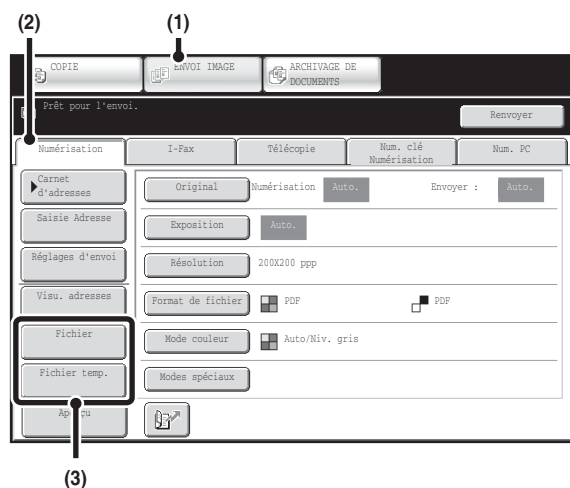 (2) (1)
COPIE ENVOI IMAGE ARCHIVAGE DE
DOCUMENTS
Prêt pour l'envoi.
Renvoyer
Numérisation I-Fax Télécopie Num. clé Num. PC
Numérisation
Carnet
d'adresses
Original Numérisation Auto. Envoyer : Auto.
Saisie Adresse
Exposition Auto.
Réglages d'envoi
Résolution 200X200 ppp
Visu. adresses
Format de fichier PDF PDF
Fichier
Mode couleur Auto/Niv. gris
Fichier temp.
Modes spéciaux
(3)